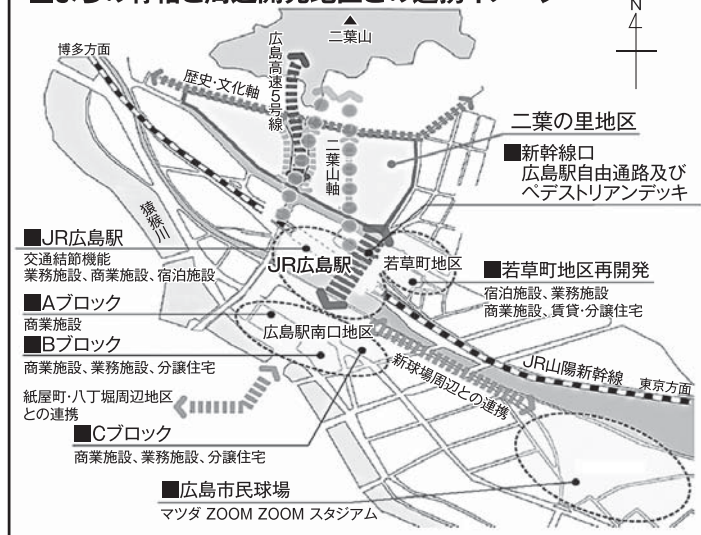 N
博多方面
二葉山
広島高速5号線
歴史・文化軸
二葉の里地区
■新幹線口
広島駅自由通路及び
ペデストリアンデッキ
二葉山軸
猿猴川
■JR広島駅
交通結節機能
業務施設、商業施設、宿泊施設
JR広島駅
若草町地区
■若草町地区再開発
宿泊施設、業務施設
商業施設、賃貸・分譲住宅
■Aブロック
商業施設
広島駅南口地区
■Bブロック
商業施設、業務施設、分譲住宅
新球場周辺との連携
JR山陽新幹線
東京方面
紙屋町・八丁堀周辺地区
との連携
■Cブロック
商業施設、業務施設、分譲住宅
■広島市民球場
マツダ ZOOM ZOOM スタジアム